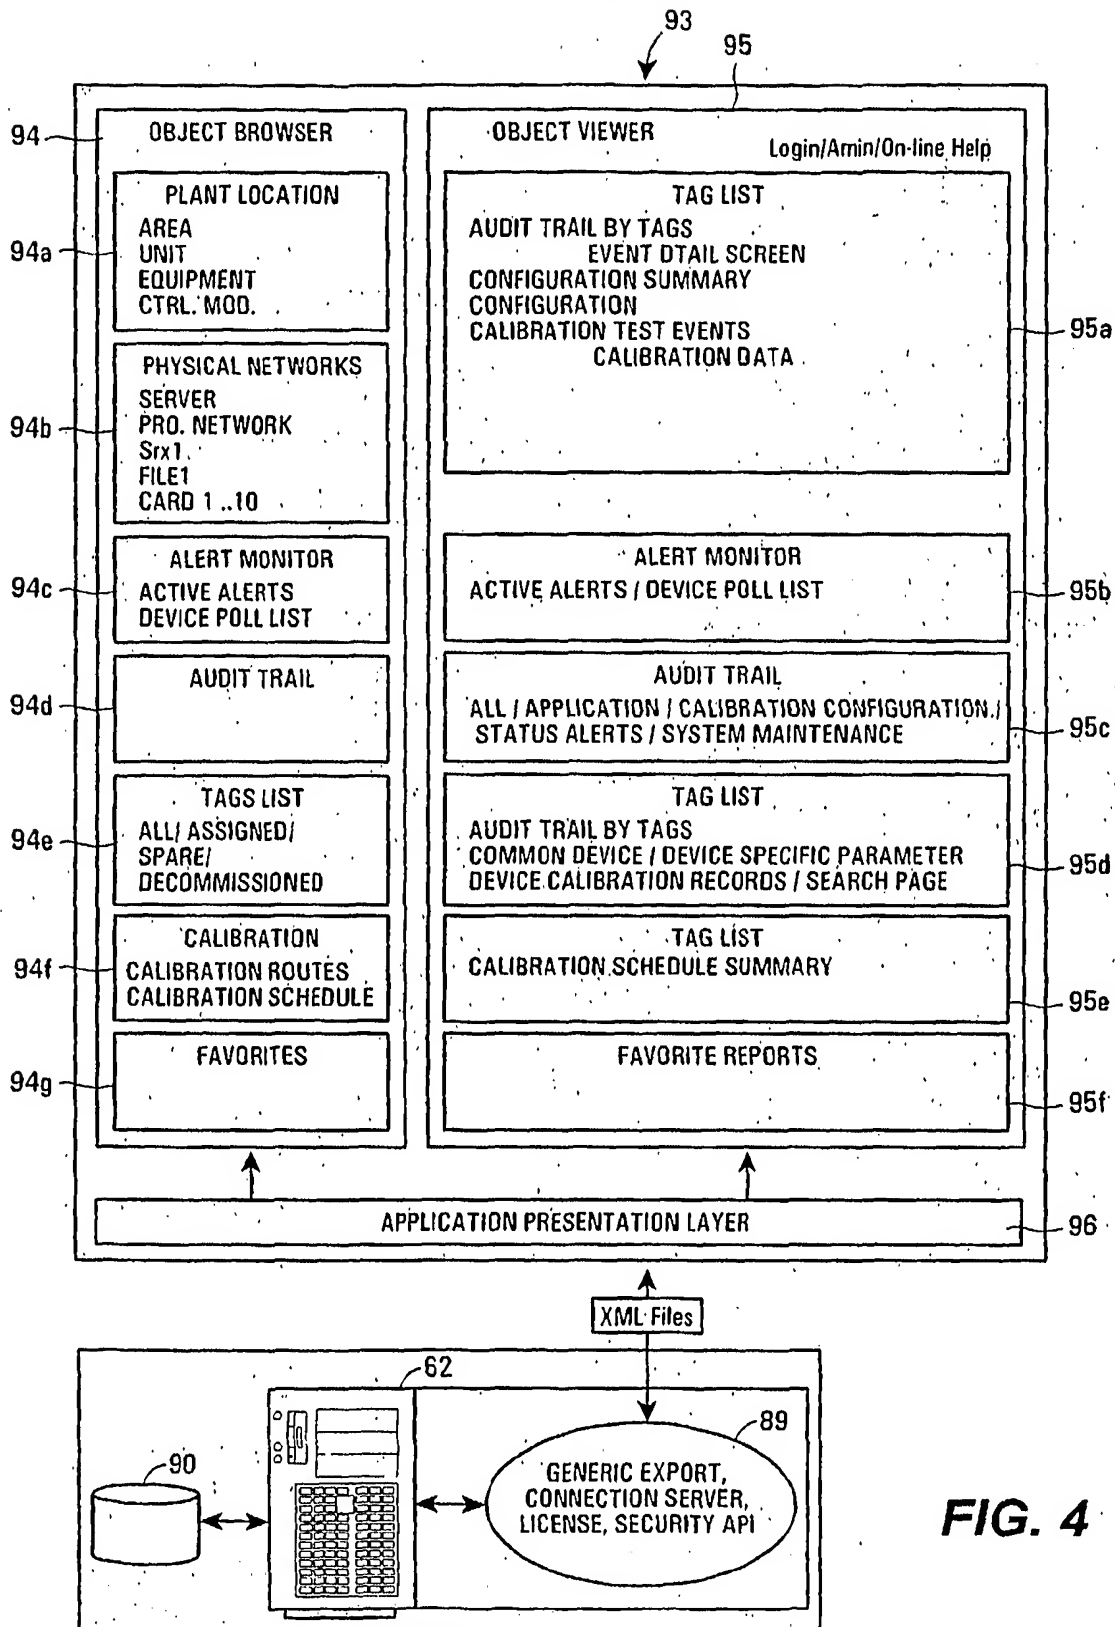 93
95
94
OBJECT BROWSER
94a
PLANT LOCATION
AREA
UNIT
EQUIPMENT
CTRL. MOD.
94b
PHYSICAL NETWORKS
SERVER
PRO. NETWORK
Srx1
FILE1
CARD 1 ..10
94c
ALERT MONITOR
ACTIVE ALERTS
DEVICE POLL LIST
94d
AUDIT TRAIL
94e
TAGS LIST
ALL/ ASSIGNED/
SPARE/
DECOMMISSIONED
94f
CALIBRATION
CALIBRATION ROUTES
CALIBRATION SCHEDULE
94g
FAVORITES
OBJECT VIEWER
Login/Amin/On-line Help
TAG LIST
AUDIT TRAIL BY TAGS
EVENT DTAIL SCREEN
CONFIGURATION SUMMARY
CONFIGURATION
CALIBRATION TEST EVENTS
CALIBRATION DATA
95a
ALERT MONITOR
ACTIVE ALERTS / DEVICE POLL LIST
95b
AUDIT TRAIL
ALL / APPLICATION / CALIBRATION CONFIGURATION /
STATUS ALERTS / SYSTEM MAINTENANCE
95c
TAG LIST
AUDIT TRAIL BY TAGS
COMMON DEVICE / DEVICE SPECIFIC PARAMETER
DEVICE CALIBRATION RECORDS / SEARCH PAGE
95d
TAG LIST
CALIBRATION SCHEDULE SUMMARY
95e
FAVORITE REPORTS
95f
APPLICATION PRESENTATION LAYER
96
XML Files
62
89
90
GENERIC EXPORT,
CONNECTION SERVER,
LICENSE, SECURITY API
FIG. 4